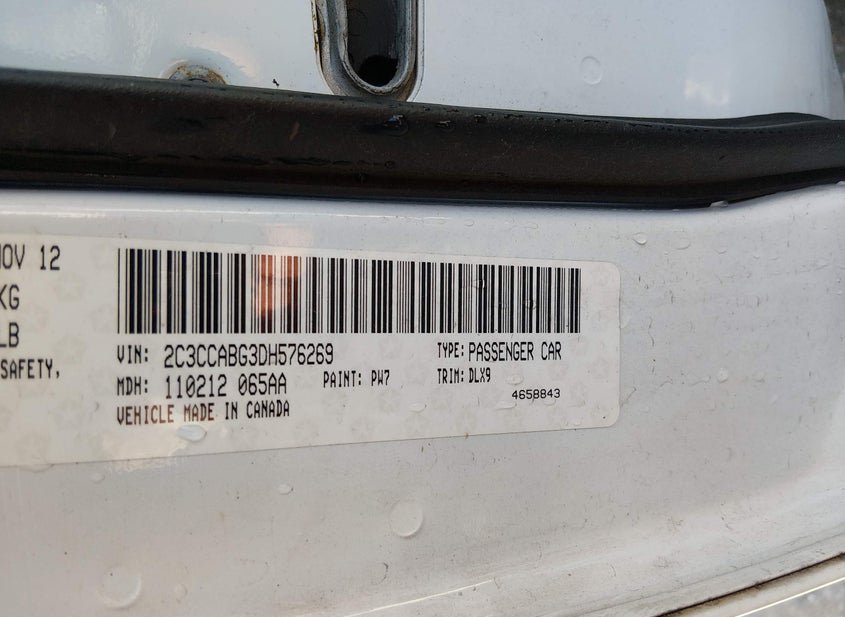 NOV 12
KG
LB
SAFETY,
VIN: 2C3CCABG3DH576269 TYPE: PASSENGER CAR
MDH: 110212 065AA PAINT: PW7 TRIM: DLX9
VEHICLE MADE IN CANADA 4658843